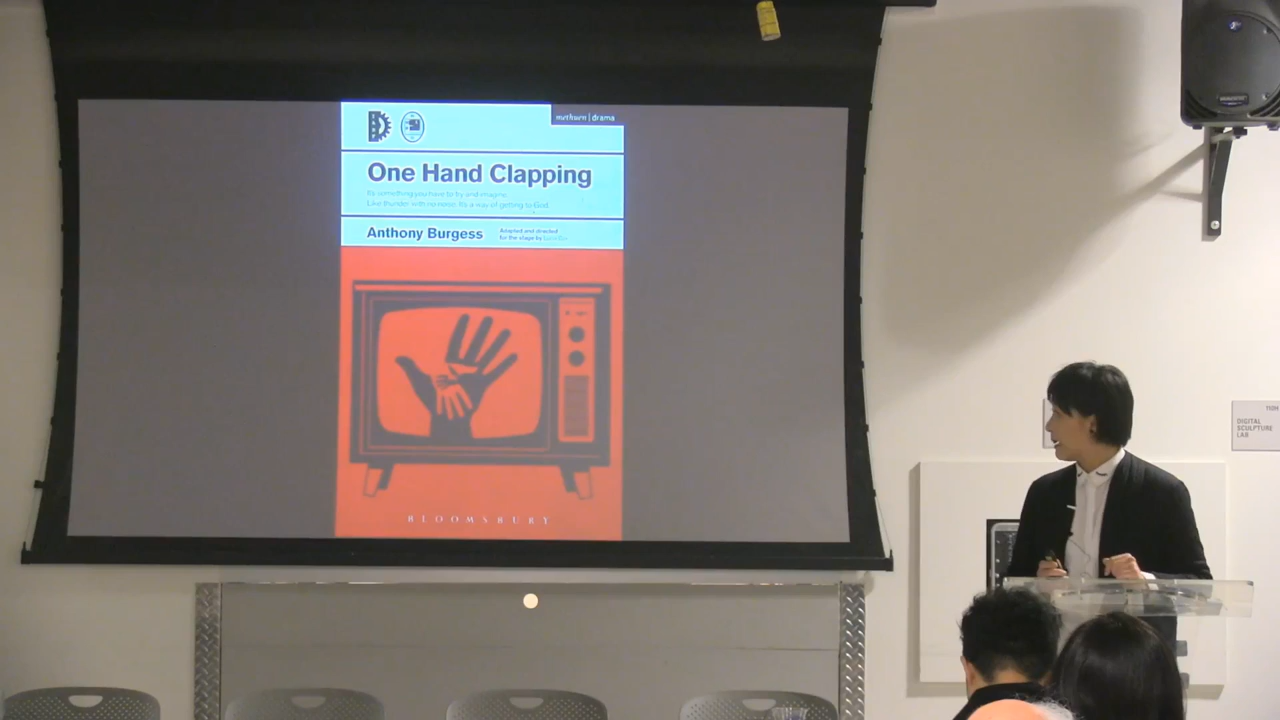 methuen | drama
One Hand Clapping
It's something you have to try and imagine.
Like thunder with no noise. It's a way of getting to God.
Anthony Burgess
Adapted and directed
for the stage by
BLOOMSBURY
DIGITAL
SCULPTURE
LAB